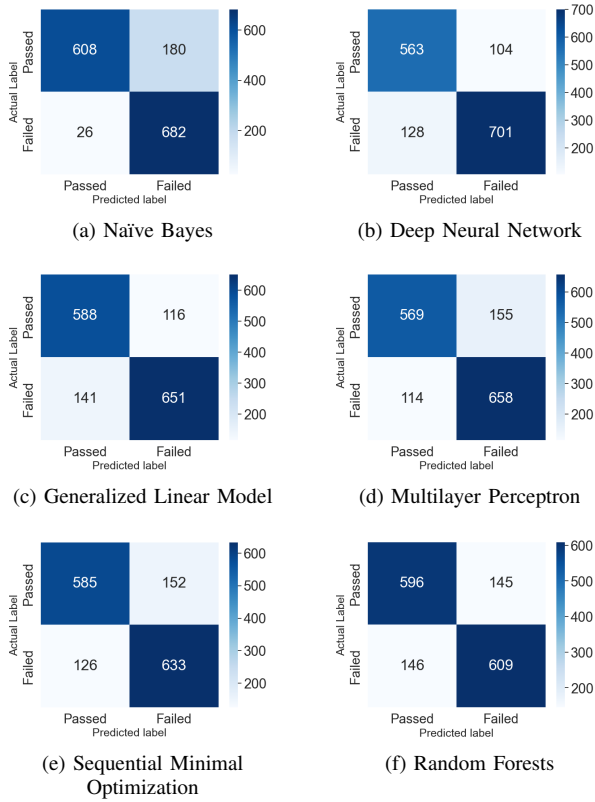 Actual Label
Passed
Failed
608
180
26
682
600
400
200
Passed
Failed
Predicted label
(a) Naïve Bayes
Actual Label
Passed
Failed
563
104
128
701
700
600
500
400
300
200
Passed
Failed
Predicted label
(b) Deep Neural Network
Actual Label
Passed
Failed
588
116
141
651
600
500
400
300
200
Passed
Failed
Predicted label
(c) Generalized Linear Model
Actual Label
Passed
Failed
569
155
114
658
600
500
400
300
200
Passed
Failed
Predicted label
(d) Multilayer Perceptron
Actual Label
Passed
Failed
585
152
126
633
600
500
400
300
200
Passed
Failed
Predicted label
(e) Sequential Minimal
Optimization
Actual Label
Passed
Failed
596
145
146
609
600
500
400
300
200
Passed
Failed
Predicted label
(f) Random Forests